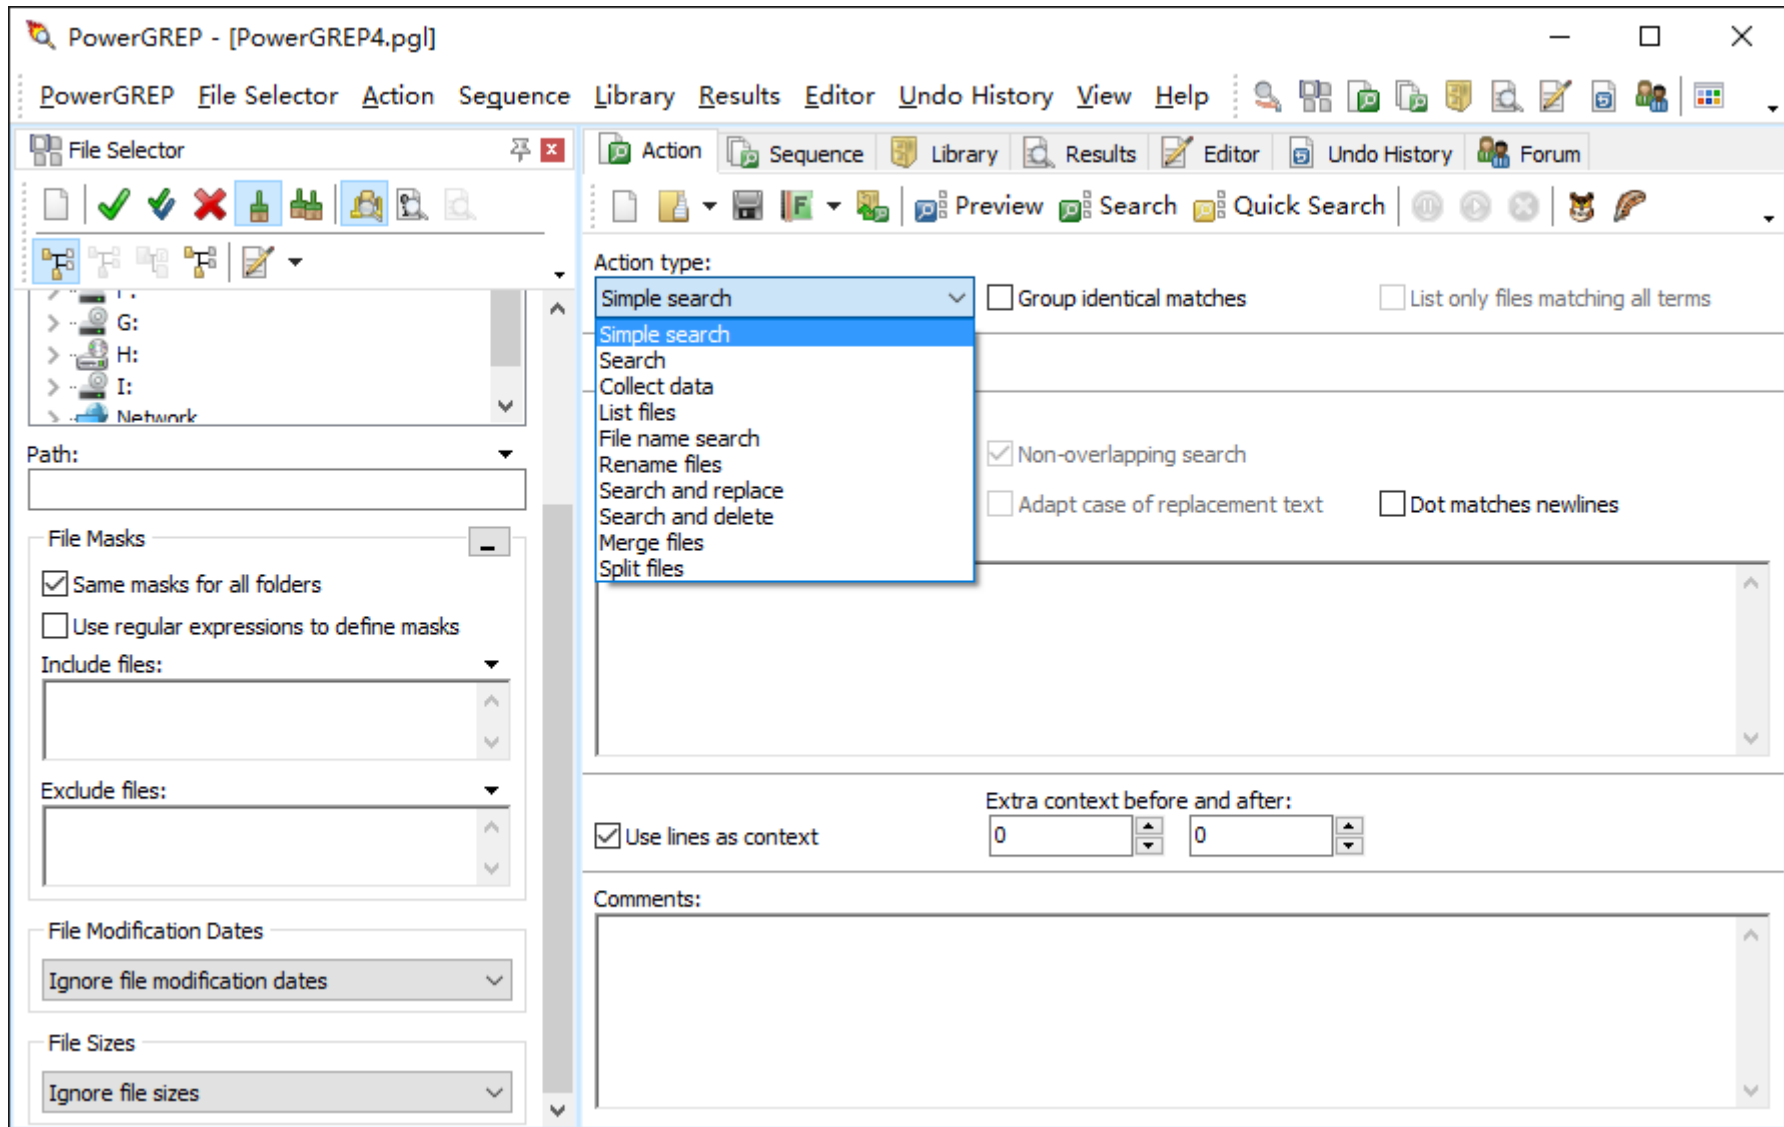 PowerGREP - [PowerGREP4.pgl]
PowerGREP File Selector Action Sequence Library Results Editor Undo History View Help
File Selector
Action Sequence Library Results Editor Undo History Forum
Preview Search Quick Search
G:
H:
I:
Network
Path:
File Masks
Same masks for all folders
Use regular expressions to define masks
Include files:
Exclude files:
File Modification Dates
Ignore file modification dates
File Sizes
Ignore file sizes
Action type:
Simple search
Group identical matches
List only files matching all terms
Simple search
Search
Collect data
List files
File name search
Rename files
Search and replace
Search and delete
Merge files
Split files
Non-overlapping search
Adapt case of replacement text
Dot matches newlines
Use lines as context
Extra context before and after:
0
0
Comments: